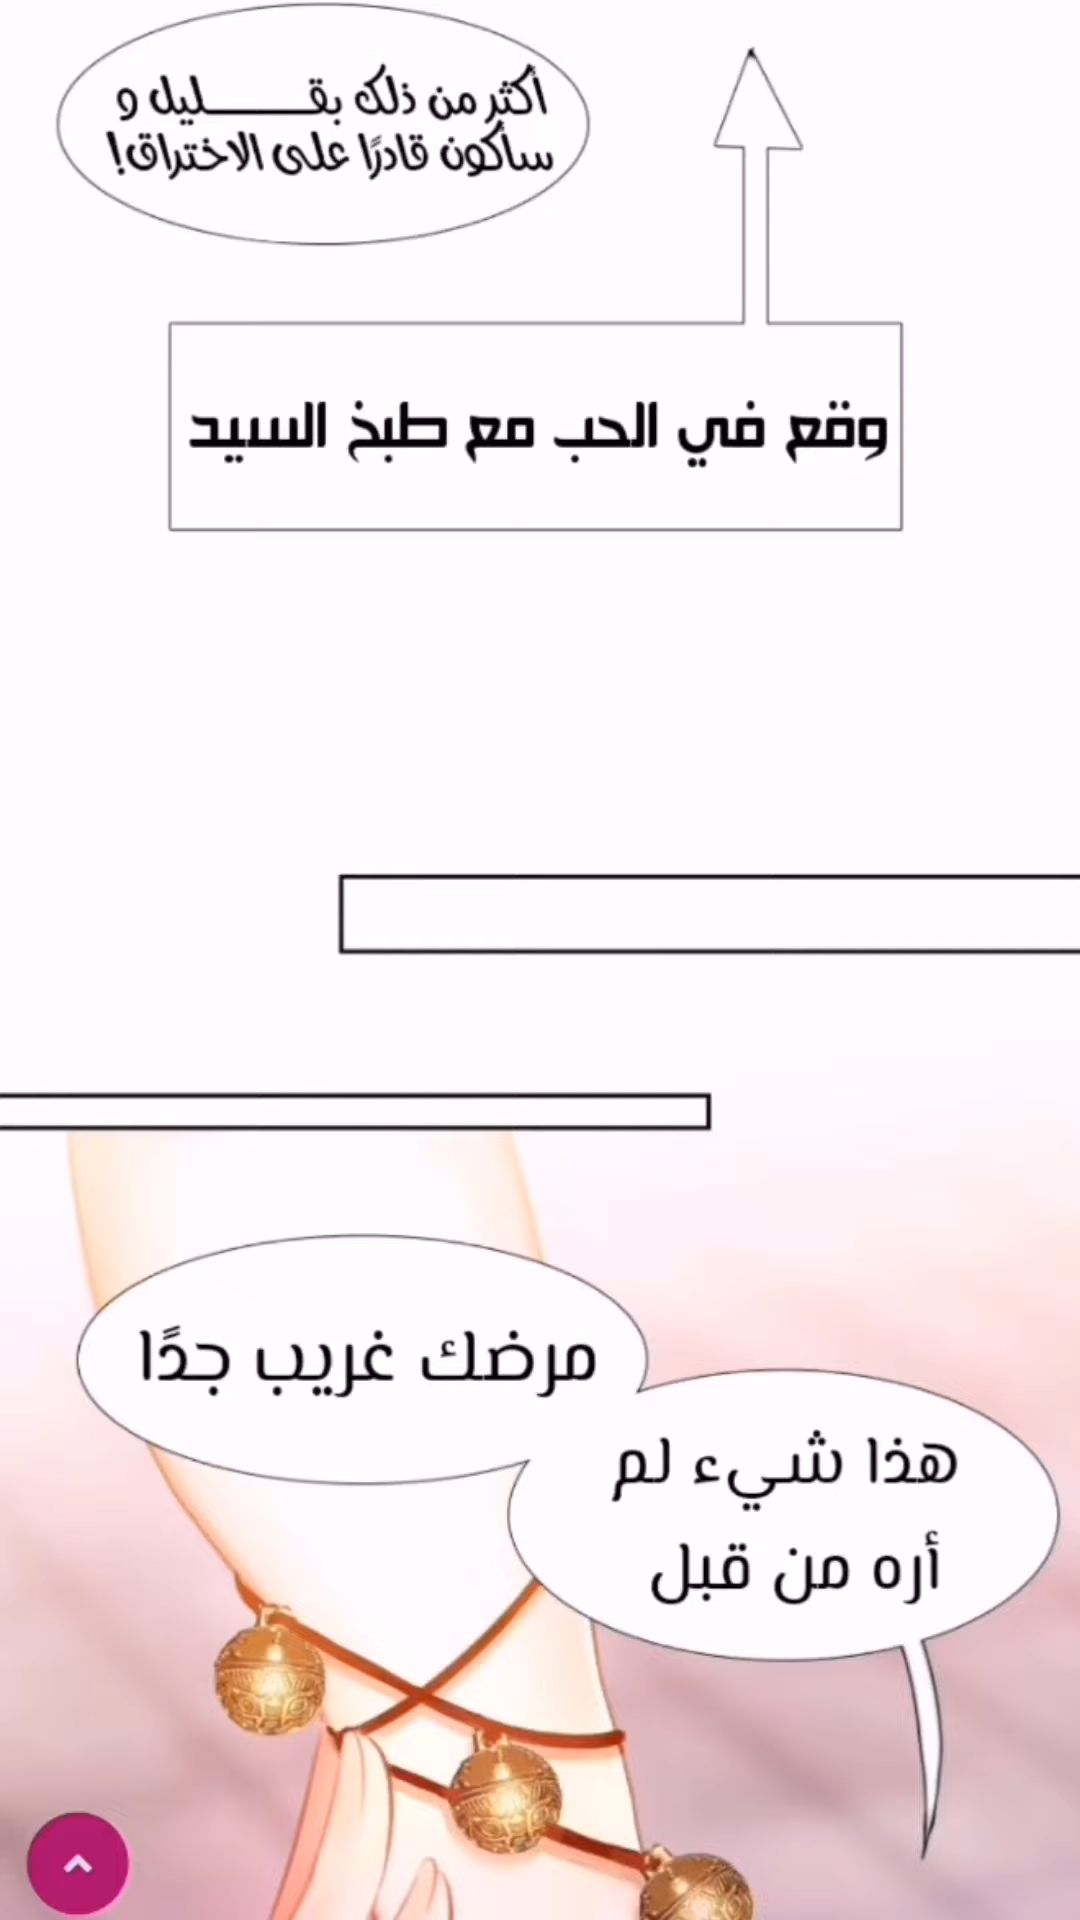 أكثر من ذلك بقـــــــليل و
سأكون قادرًا على الاختراق!
وقع في الحب مع طبخ السيد
مرضك غريب جدًا
هذا شيء لم
أره من قبل